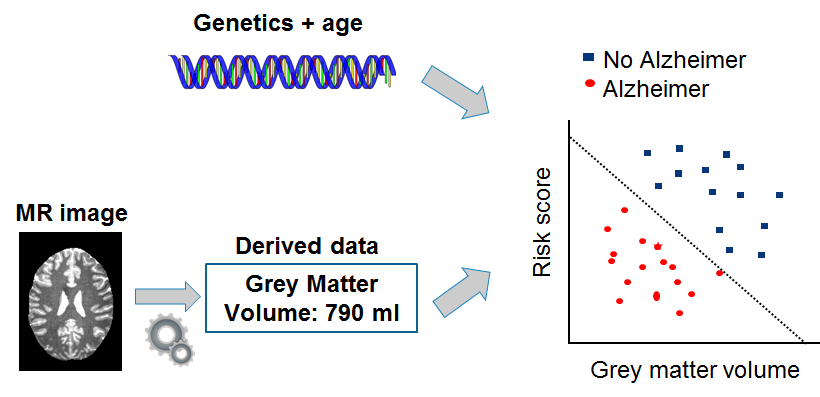 Genetics + age
No Alzheimer
Alzheimer
MR image
Derived data
Grey Matter
Volume: 790 ml
Risk score
Grey matter volume